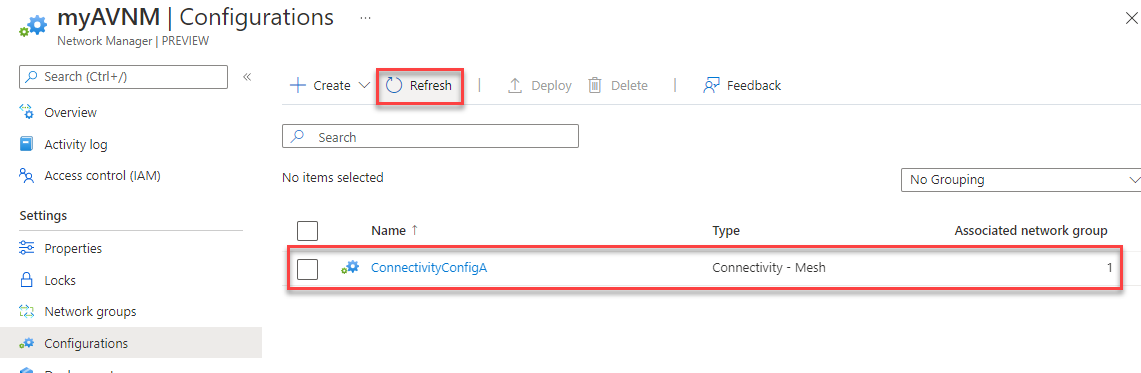 myAVNM | Configurations ...
Network Manager | PREVIEW
Search (Ctrl+/)
Overview
Activity log
Access control (IAM)
Settings
Properties
Locks
Network groups
Configurations
Create
Refresh
Deploy
Delete
Feedback
Search
No items selected
No Grouping
Name ↑ Type Associated network group
ConnectivityConfigA Connectivity - Mesh 1